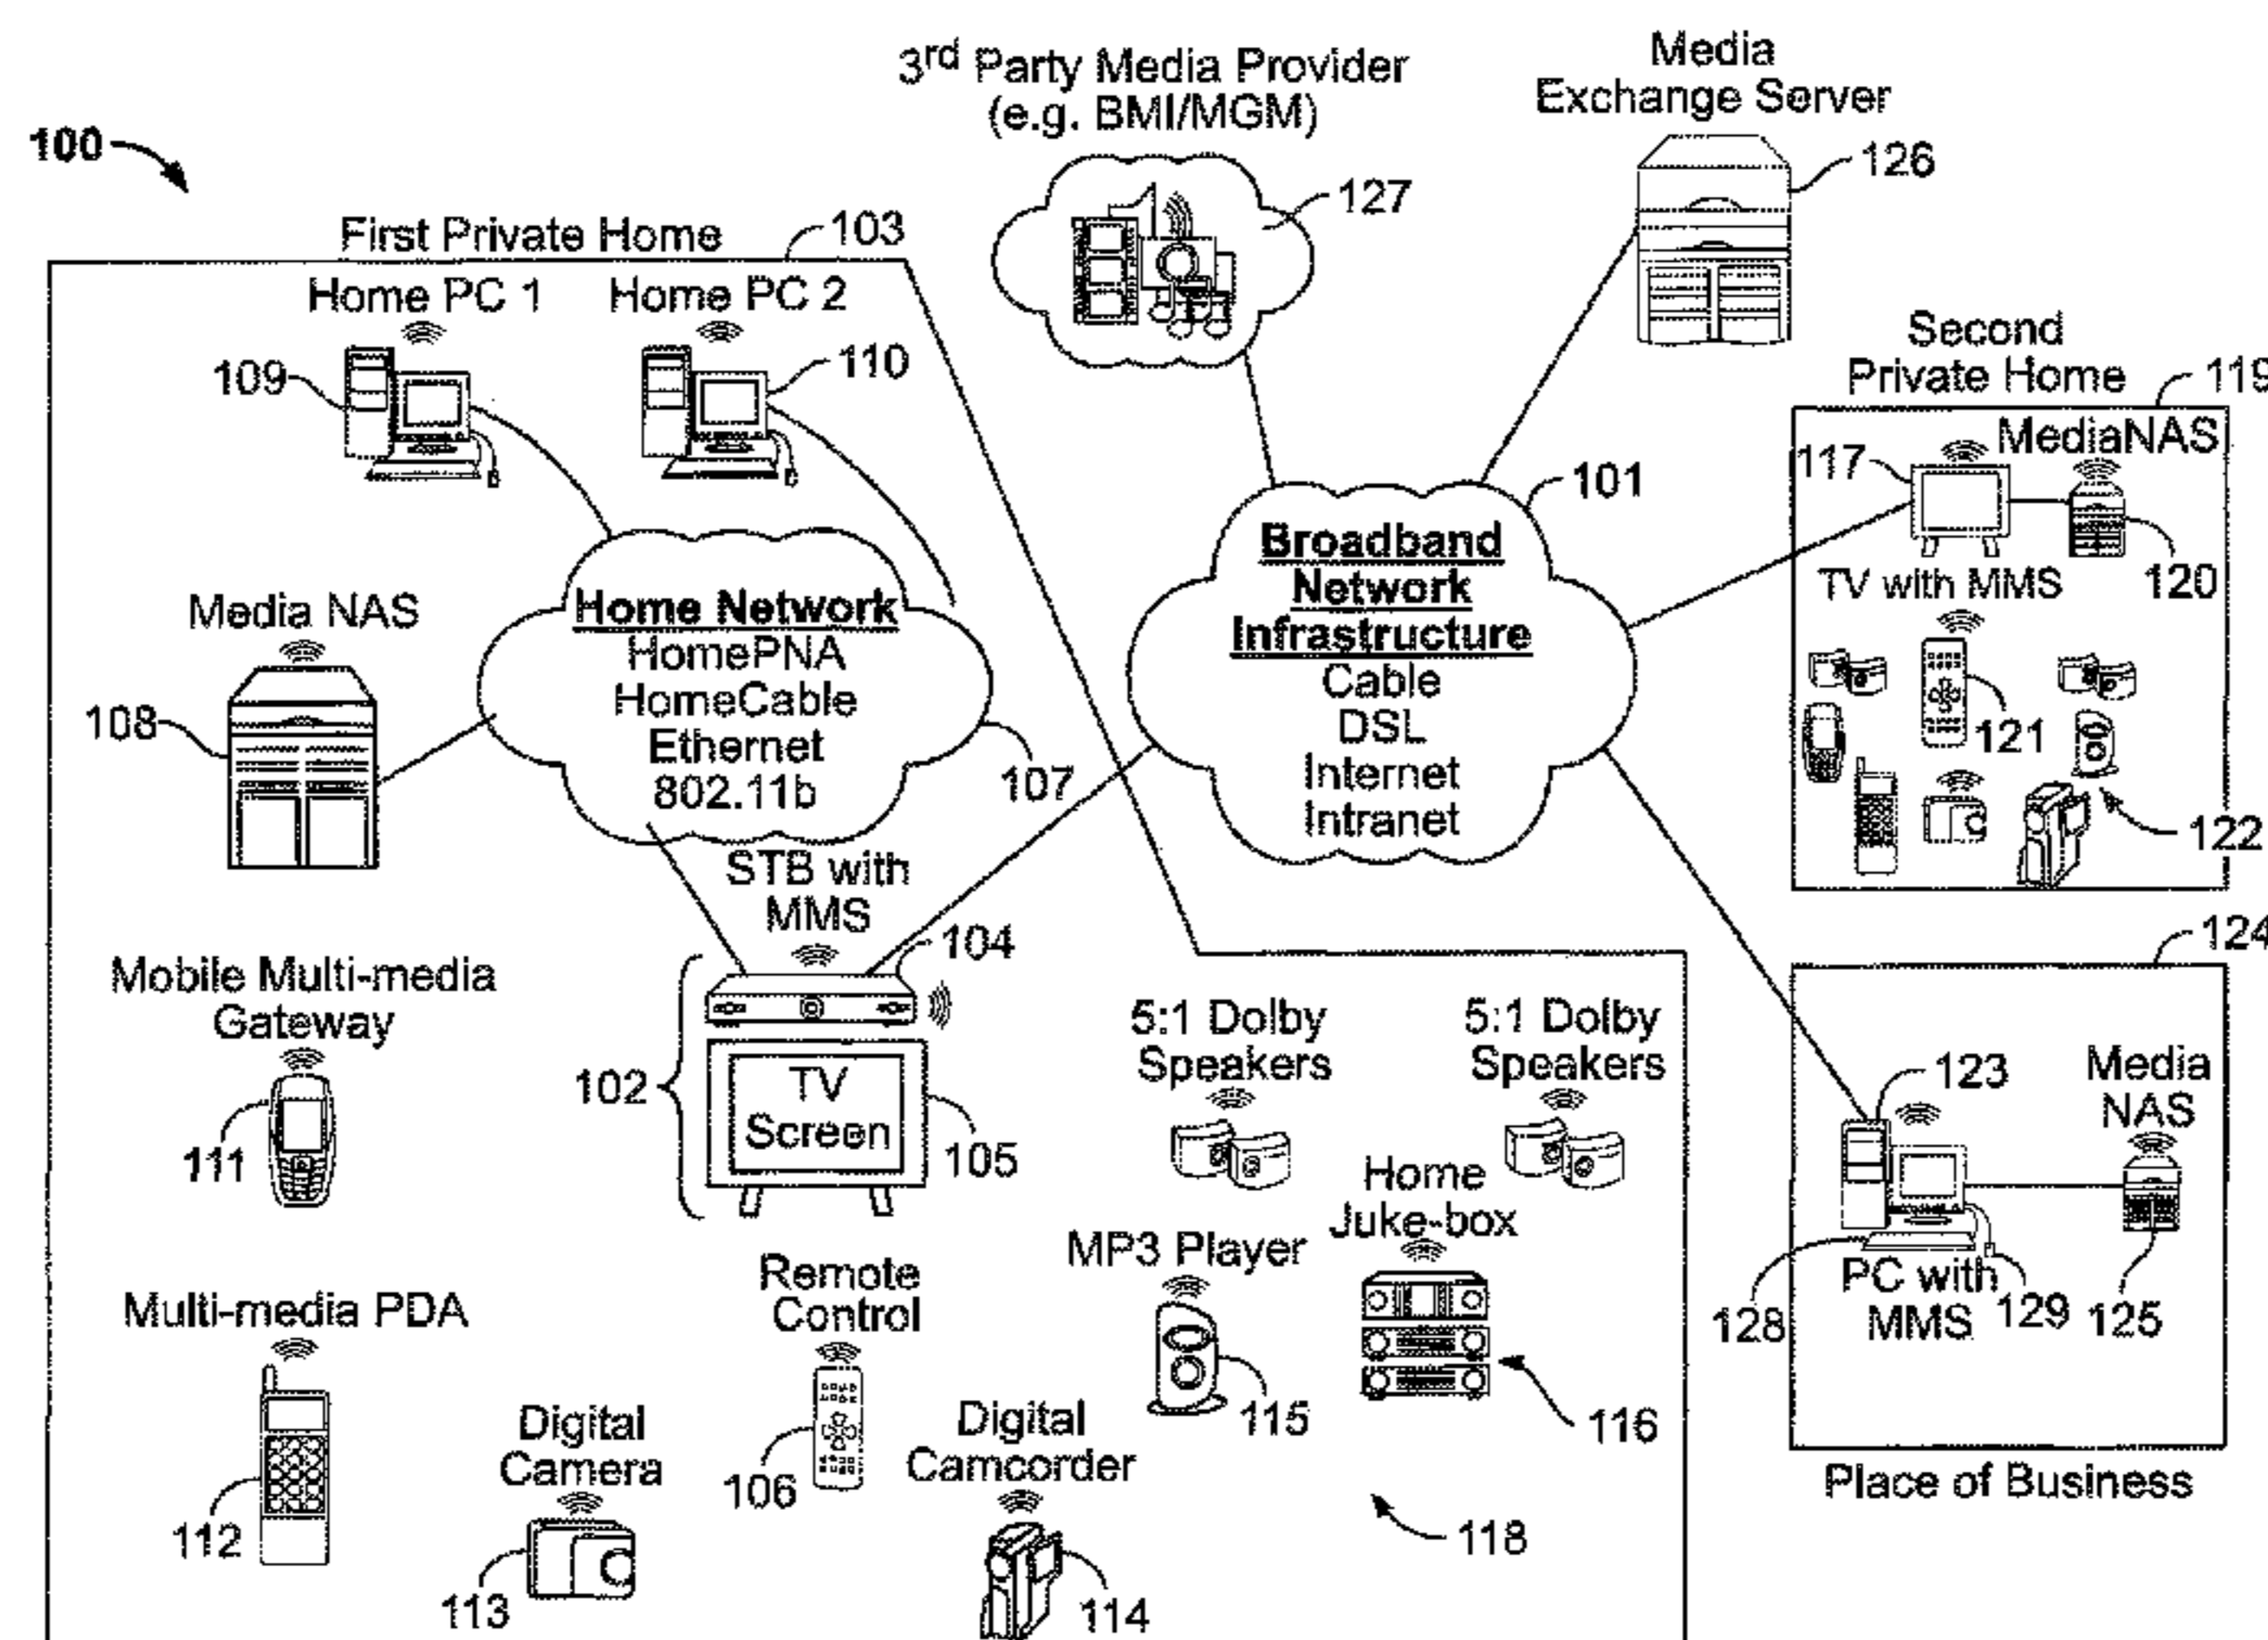 3rd Party Media Provider
(e.g. BMI/MGM)
Media
Exchange Server
100
126
127
First Private Home
103
Home PC 1
Home PC 2
109
110
Second
Private Home
119
MediaNAS
117
120
TV with MMS
121
122
101
Broadband
Network
Infrastructure
Cable
DSL
Internet
Intranet
Media NAS
108
Home Network
HomePNA
HomeCable
Ethernet
802.11b
107
STB with
MMS
104
102
TV
Screen
105
Mobile Multi-media
Gateway
111
5:1 Dolby
Speakers
5:1 Dolby
Speakers
124
123
Media
NAS
128
PC with
MMS
129
125
Place of Business
Home
Juke-box
116
MP3 Player
115
Remote
Control
106
Multi-media PDA
112
Digital
Camera
113
Digital
Camcorder
114
118